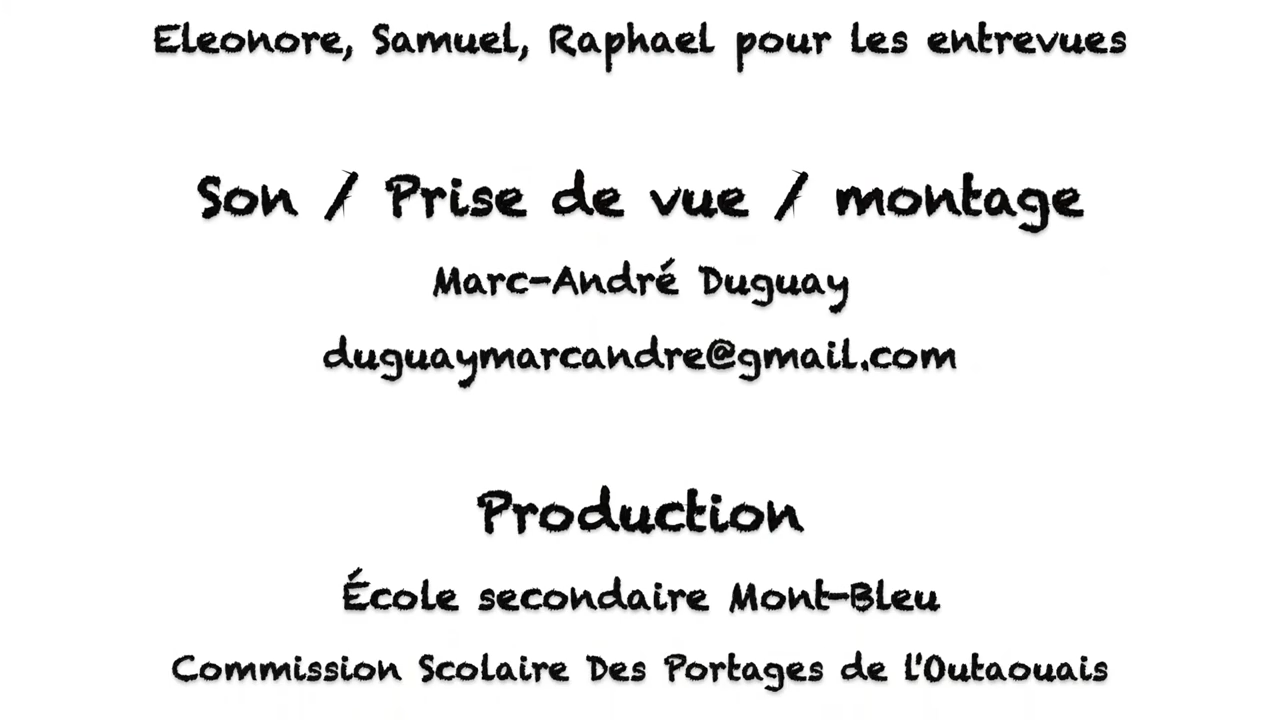 Eleonore, Samuel, Raphael pour les entrevues
Son / Prise de vue / montage
Marc-André Duguay
duguaymarcandre@gmail.com
Production
École secondaire Mont-Bleu
Commission Scolaire Des Portages de l'Outaouais